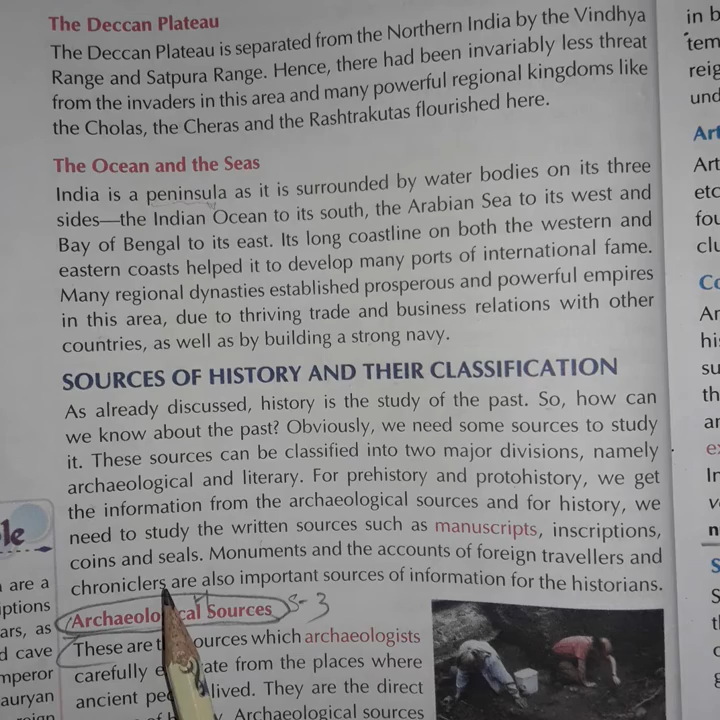 The Deccan Plateau
The Deccan Plateau is separated from the Northern India by the Vindhya
Range and Satpura Range. Hence, there had been invariably less threat
from the invaders in this area and many powerful regional kingdoms like
the Cholas, the Cheras and the Rashtrakutas flourished here.
The Ocean and the Seas
India is a peninsula as it is surrounded by water bodies on its three
sides—the Indian Ocean to its south, the Arabian Sea to its west and
Bay of Bengal to its east. Its long coastline on both the western and
eastern coasts helped it to develop many ports of international fame.
Many regional dynasties established prosperous and powerful empires
in this area, due to thriving trade and business relations with other
countries, as well as by building a strong navy.
SOURCES OF HISTORY AND THEIR CLASSIFICATION
As already discussed, history is the study of the past. So, how can
we know about the past? Obviously, we need some sources to study
it. These sources can be classified into two major divisions, namely
archaeological and literary. For prehistory and protohistory, we get
the information from the archaeological sources and for history, we
need to study the written sources such as manuscripts, inscriptions,
coins and seals. Monuments and the accounts of foreign travellers and
chroniclers are also important sources of information for the historians.
Archaeological Sources S-3
These are ources which archaeologists
carefully ate from the places where
ancient lived. They are the direct
Archaeological sources
are a
ars, as
d cave